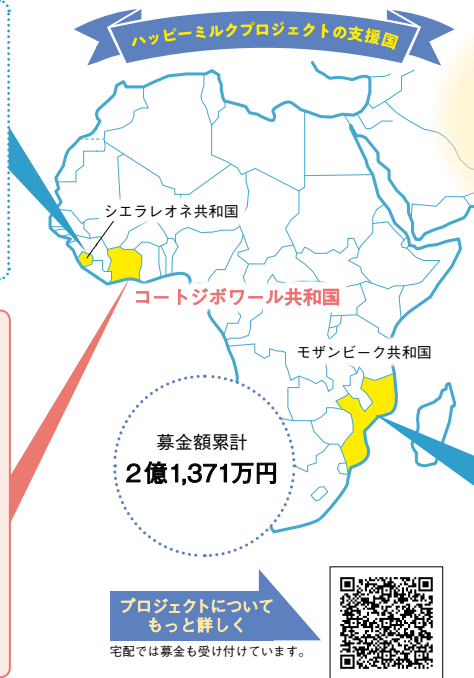 ハッピーミルクプロジェクトの支援国
シエラレオネ共和国
コートジボワール共和国
モザンビーク共和国
募金額累計
2億1,371万円
プロジェクトについて
もっと詳しく
宅配では募金も受け付けています。